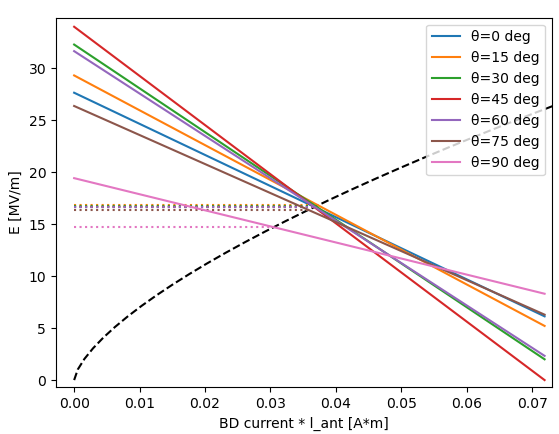 θ=0 deg
θ=15 deg
θ=30 deg
θ=45 deg
θ=60 deg
θ=75 deg
θ=90 deg
E [MV/m]
30
25
20
15
10
5
0
0.00 0.01 0.02 0.03 0.04 0.05 0.06 0.07
BD current * l_ant [A*m]